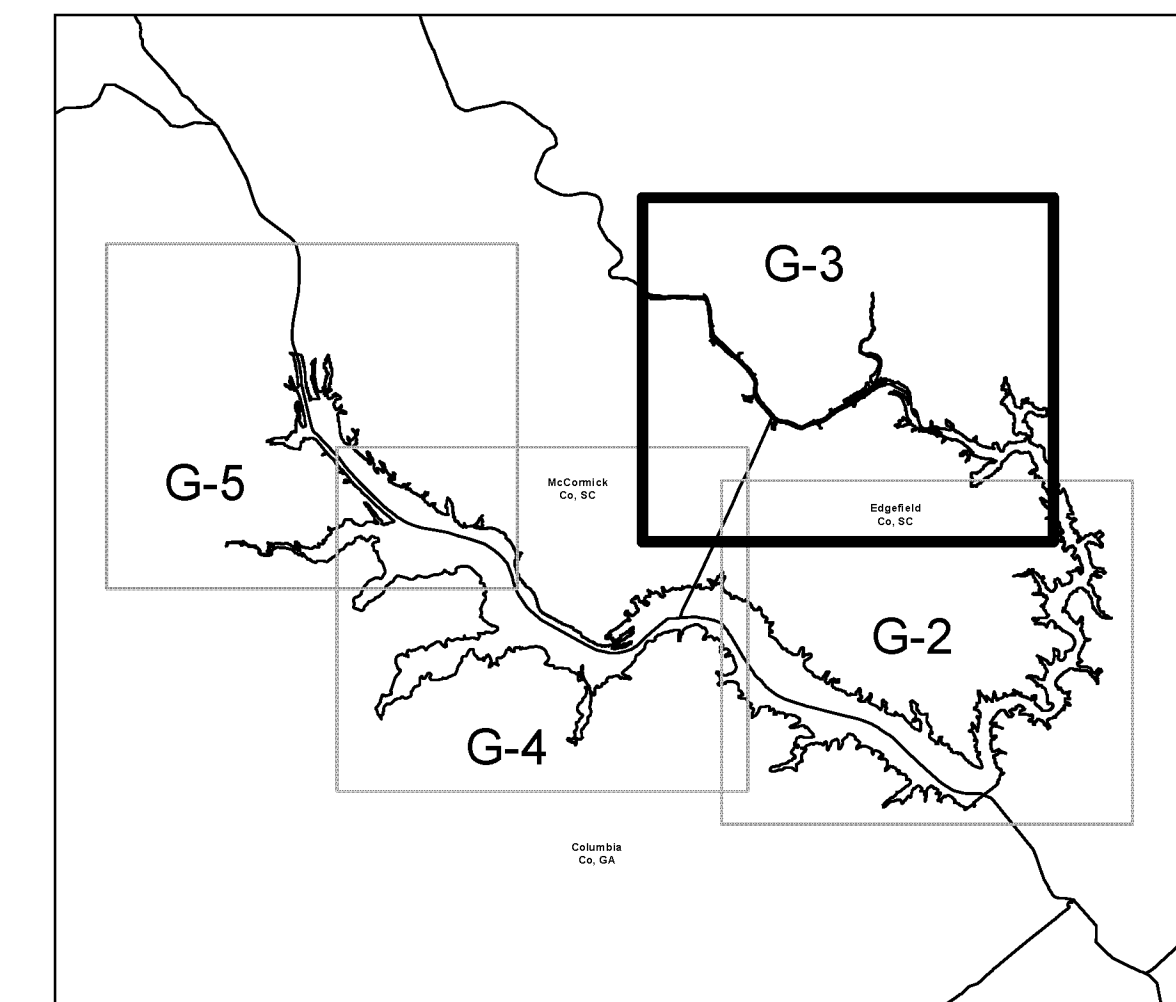 G-3
G-5
McCormick
Co, SC
Edgefield
Co, SC
G-2
G-4
Columbia
Co, GA